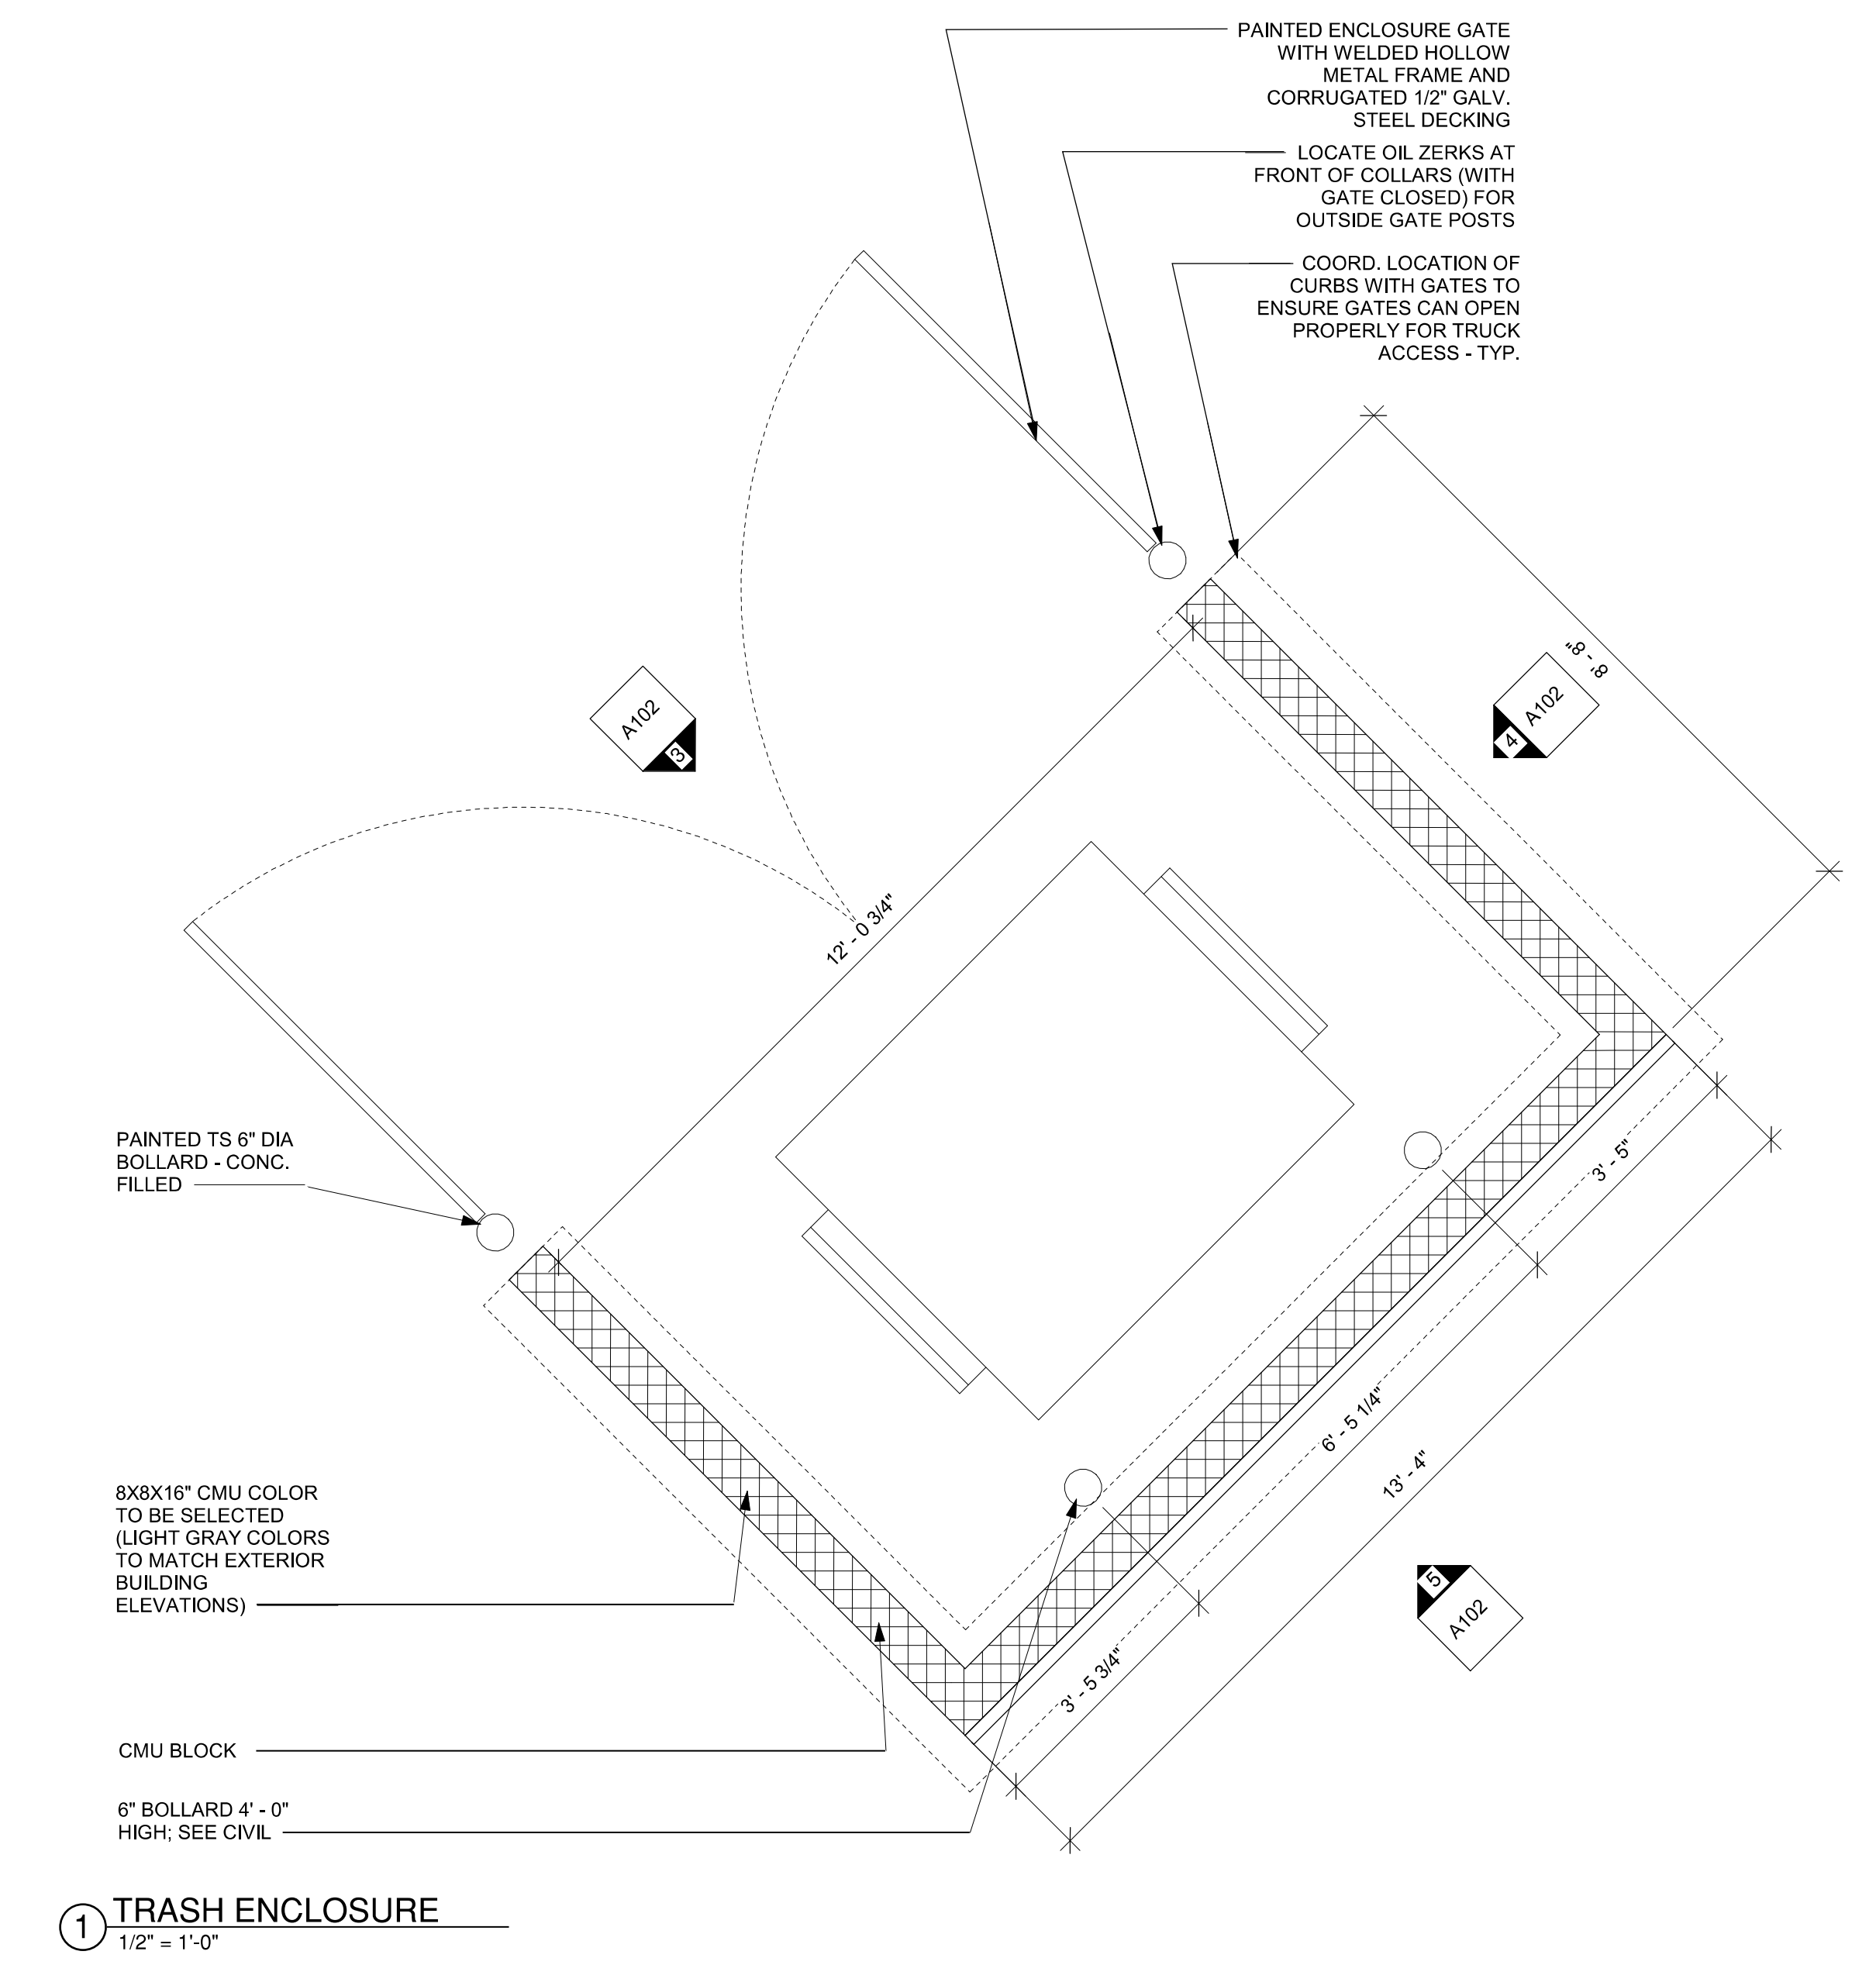 PAINTED ENCLOSURE GATE
WITH WELDED HOLLOW
METAL FRAME AND
CORRUGATED 1/2" GALV.
STEEL DECKING
LOCATE OIL ZERKS AT
FRONT OF COLLARS (WITH
GATE CLOSED) FOR
OUTSIDE GATE POSTS
COORD. LOCATION OF
CURBS WITH GATES TO
ENSURE GATES CAN OPEN
PROPERLY FOR TRUCK
ACCESS - TYP.
8' - 8"
A102
3
A102
4
12' - 0 3/4"
PAINTED TS 6" DIA
BOLLARD - CONC.
FILLED
3' - 5"
6' - 5 1/4"
13' - 4"
3' - 5 3/4"
8X8X16" CMU COLOR
TO BE SELECTED
(LIGHT GRAY COLORS
TO MATCH EXTERIOR
BUILDING
ELEVATIONS)
5
A102
CMU BLOCK
6" BOLLARD 4' - 0"
HIGH; SEE CIVIL
1
TRASH ENCLOSURE
1/2" = 1'-0"